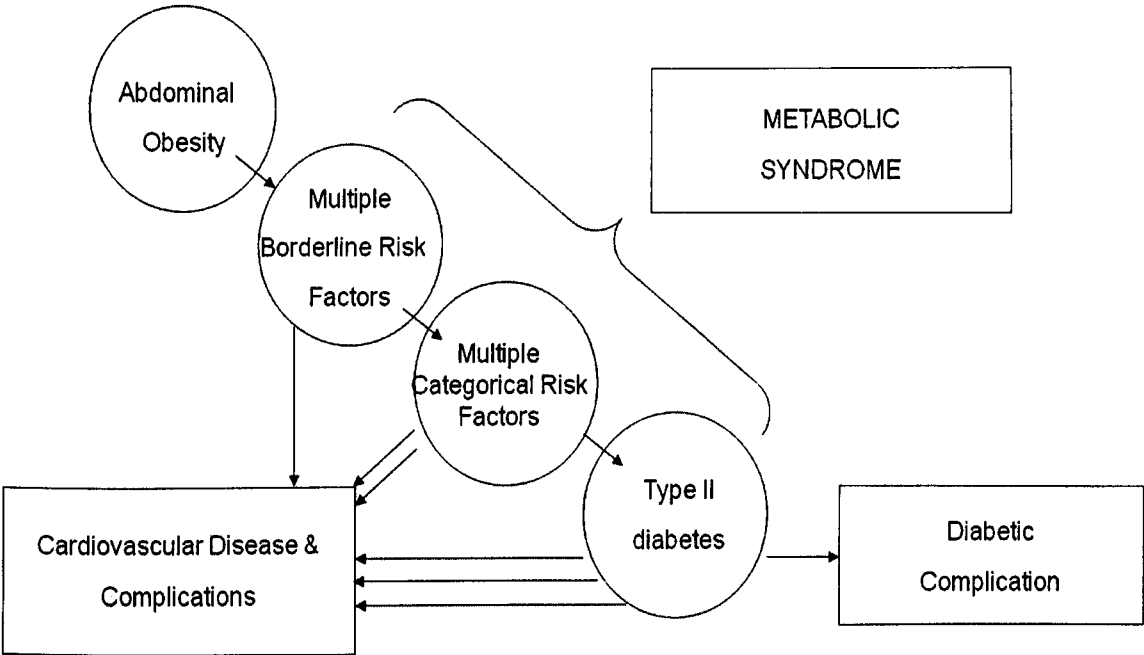 Abdominal
Obesity
METABOLIC
SYNDROME
Multiple
Borderline Risk
Factors
Multiple
Categorical Risk
Factors
Type II
diabetes
Cardiovascular Disease &
Complications
Diabetic
Complication